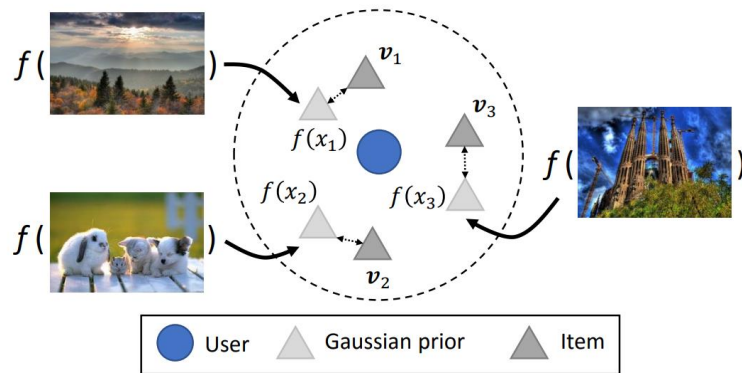 f ( )
v₁
f(x₁)
v₃
f(x₂)
f(x₃)
f ( )
f ( )
v₂
User
Gaussian prior
Item